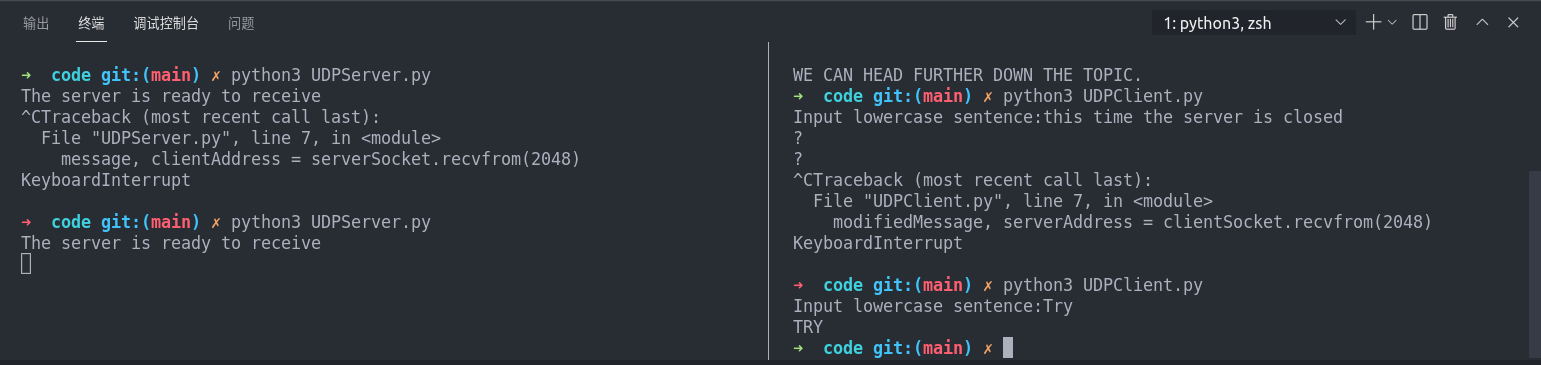 输出 终端 调试控制台 问题 1: python3, zsh
➜ code git:(main) ✗ python3 UDPServer.py
The server is ready to receive
^CTraceback (most recent call last):
  File "UDPServer.py", line 7, in <module>
    message, clientAddress = serverSocket.recvfrom(2048)
KeyboardInterrupt
➜ code git:(main) ✗ python3 UDPServer.py
The server is ready to receive
WE CAN HEAD FURTHER DOWN THE TOPIC.
➜ code git:(main) ✗ python3 UDPClient.py
Input lowercase sentence:this time the server is closed
?
?
^CTraceback (most recent call last):
  File "UDPClient.py", line 7, in <module>
    modifiedMessage, serverAddress = clientSocket.recvfrom(2048)
KeyboardInterrupt
➜ code git:(main) ✗ python3 UDPClient.py
Input lowercase sentence:Try
TRY
➜ code git:(main) ✗